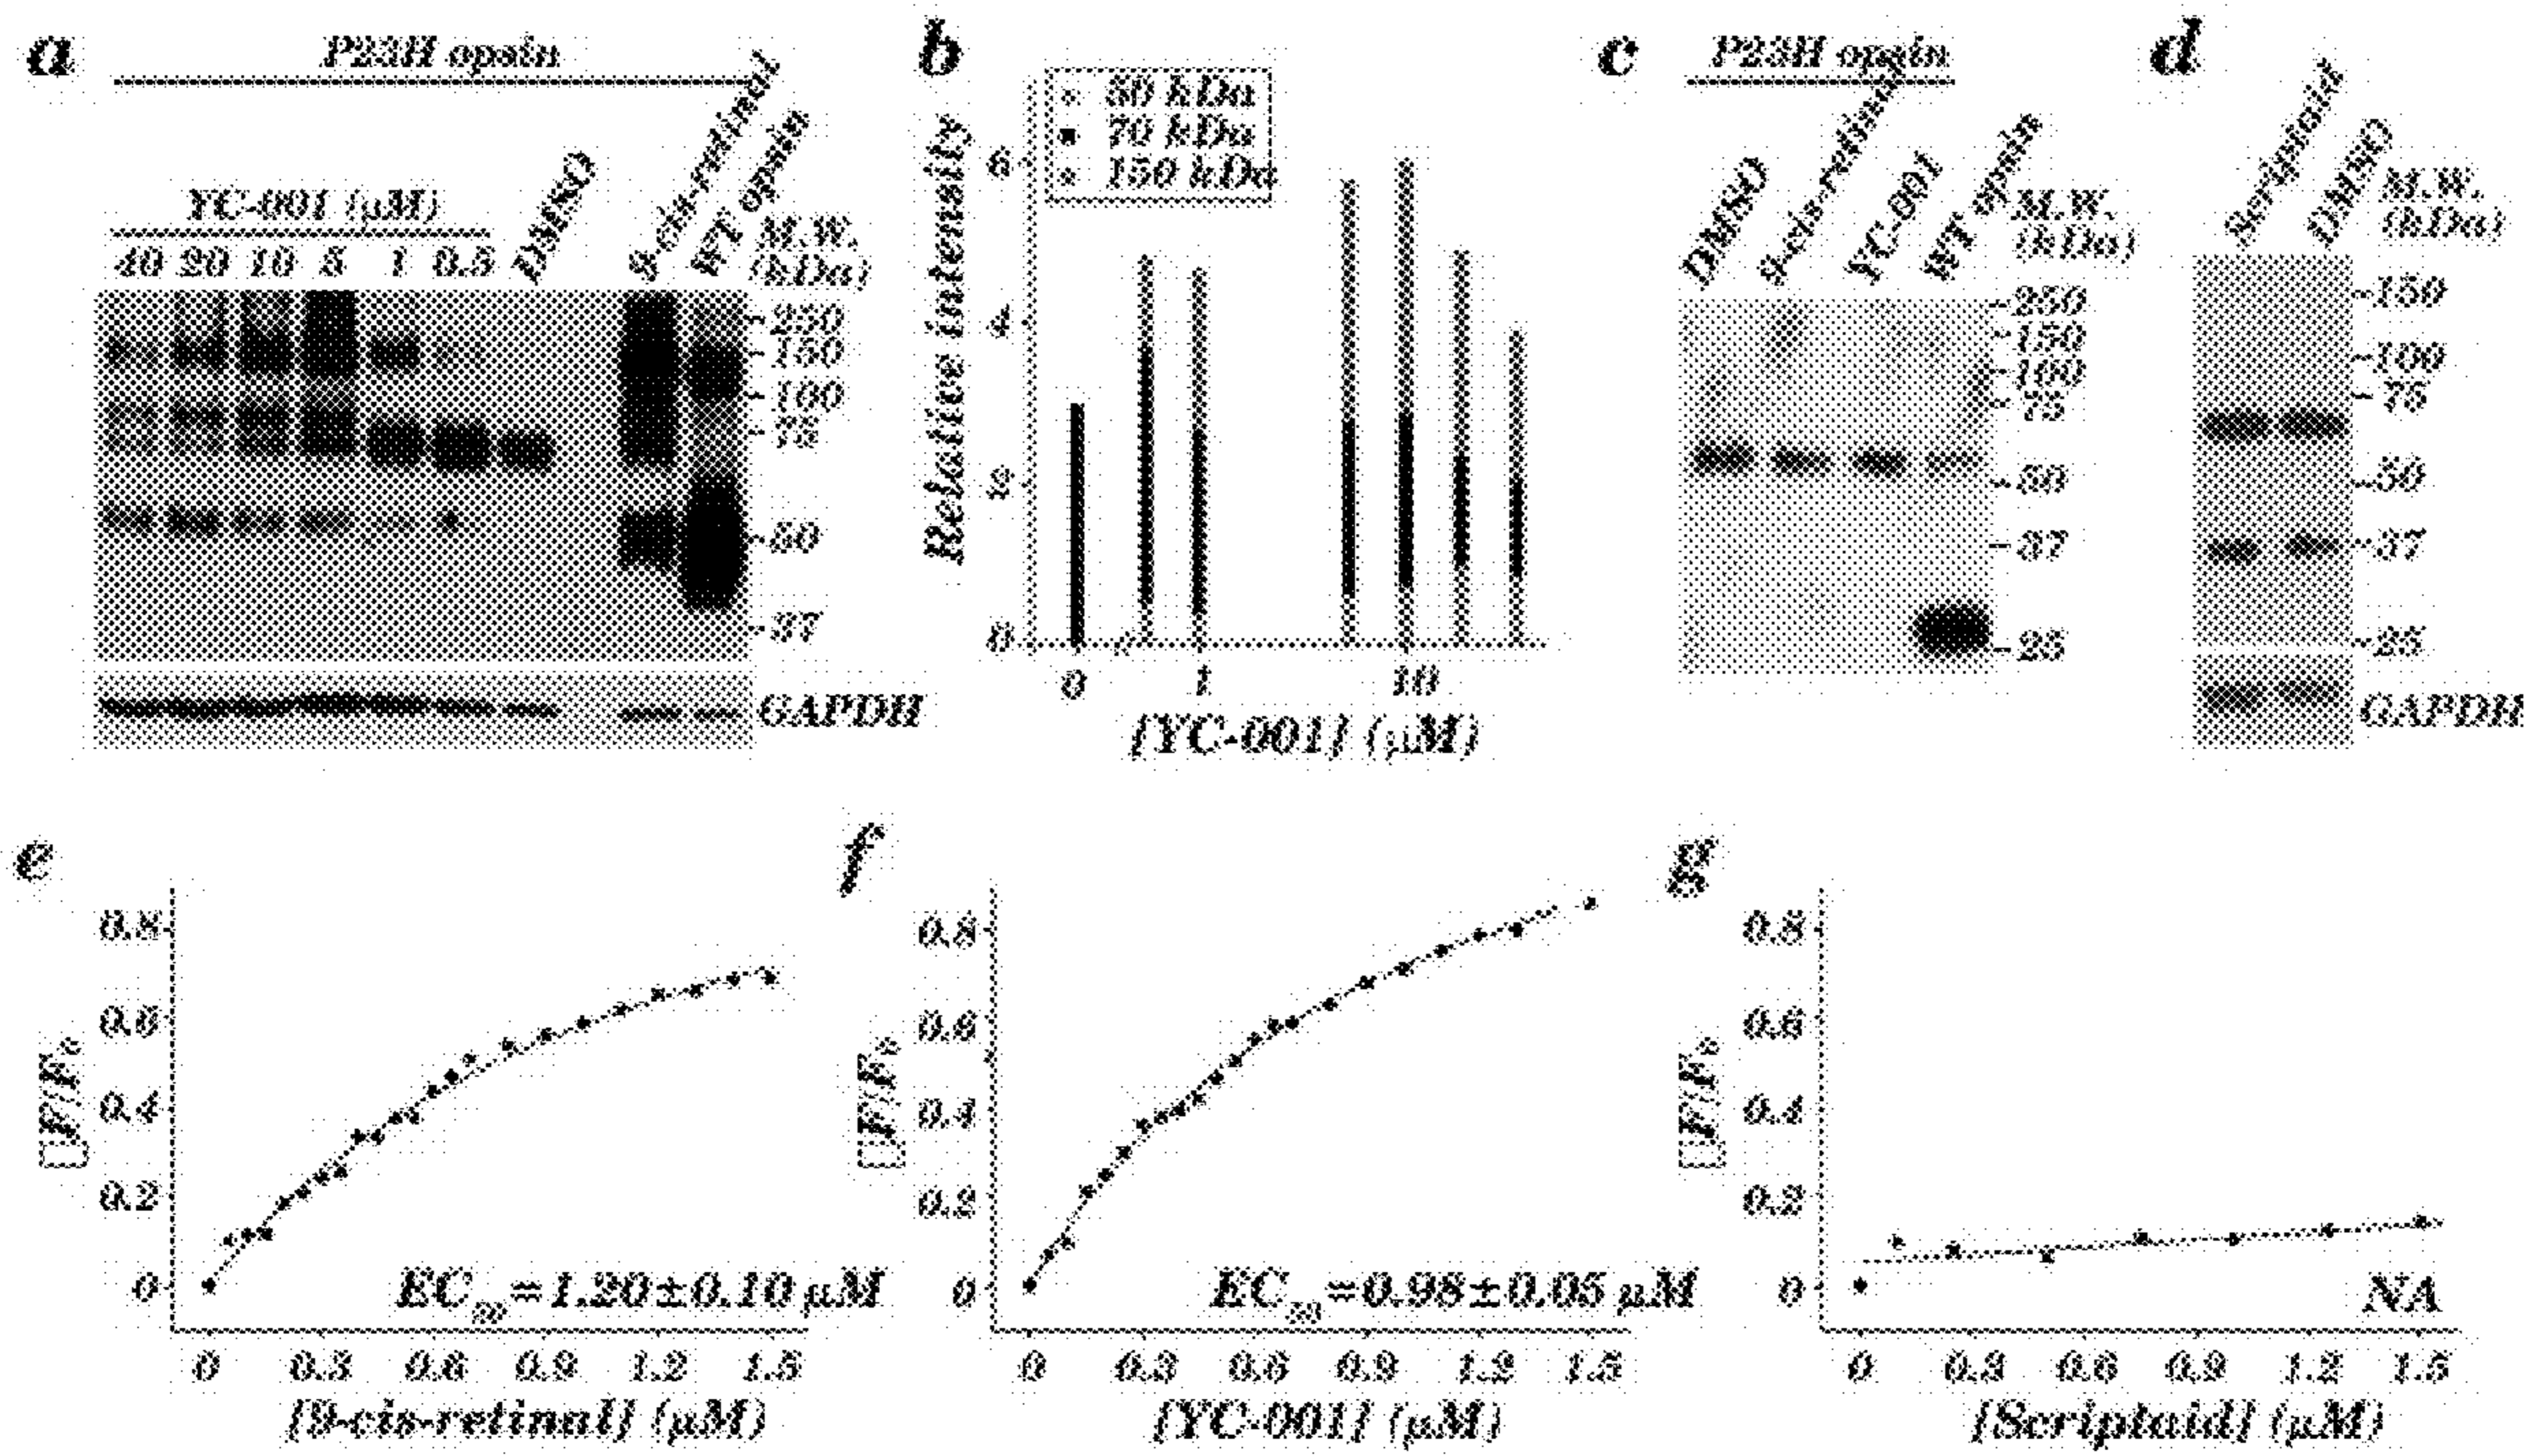 a
P23H opsin
YC-001 (μM)
40 20 10 5 1 0.5 DMSO 9-cis-retinal WT opsin
M.W. (kDa)
250
150
100
75
50
37
GAPDH
b
50 kDa
70 kDa
150 kDa
Relative intensity
6
4
2
0
0 1 10
[YC-001] (μM)
c
P23H opsin
DMSO 9-cis-retinal YC-001 WT opsin
M.W. (kDa)
250
150
100
75
50
37
25
d
Scriptaid DMSO
M.W. (kDa)
150
100
75
50
37
25
GAPDH
e
□F/F₀
0.8
0.6
0.4
0.2
0
EC₅₀=1.20±0.10 μM
0 0.3 0.6 0.9 1.2 1.5
[9-cis-retinal] (μM)
f
□F/F₀
0.8
0.6
0.4
0.2
0
EC₅₀=0.98±0.05 μM
0 0.3 0.6 0.9 1.2 1.5
[YC-001] (μM)
g
□F/F₀
0.8
0.6
0.4
0.2
0
NA
0 0.3 0.6 0.9 1.2 1.5
[Scriptaid] (μM)